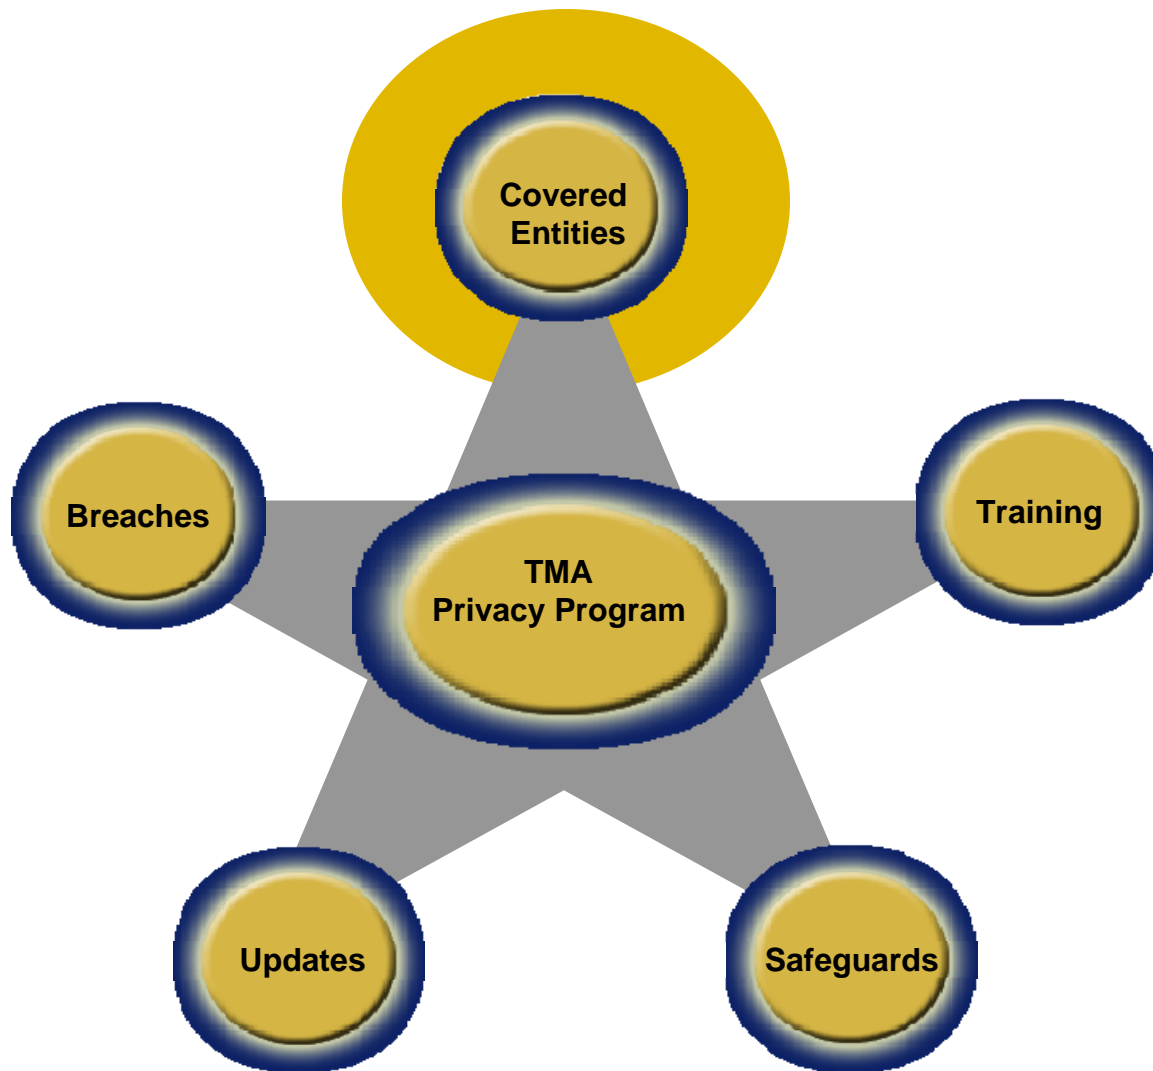 Covered
Entities
Breaches
Training
TMA
Privacy Program
Updates
Safeguards